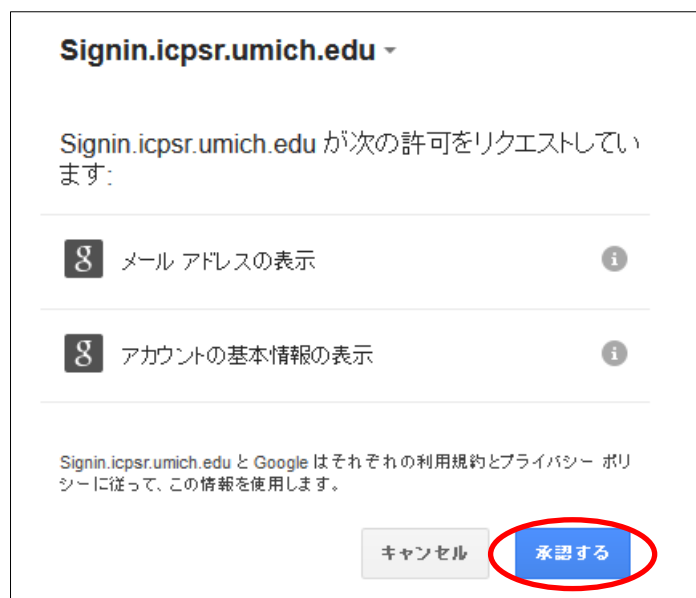 Signin.icpsr.umich.edu
Signin.icpsr.umich.edu が次の許可をリクエストしてい
ます:
g メール アドレスの表示 i
g アカウントの基本情報の表示 i
Signin.icpsr.umich.edu と Google はそれぞれの利用規約とプライバシー ポリ
シーに従って、この情報を使用します。
キャンセル 承認する